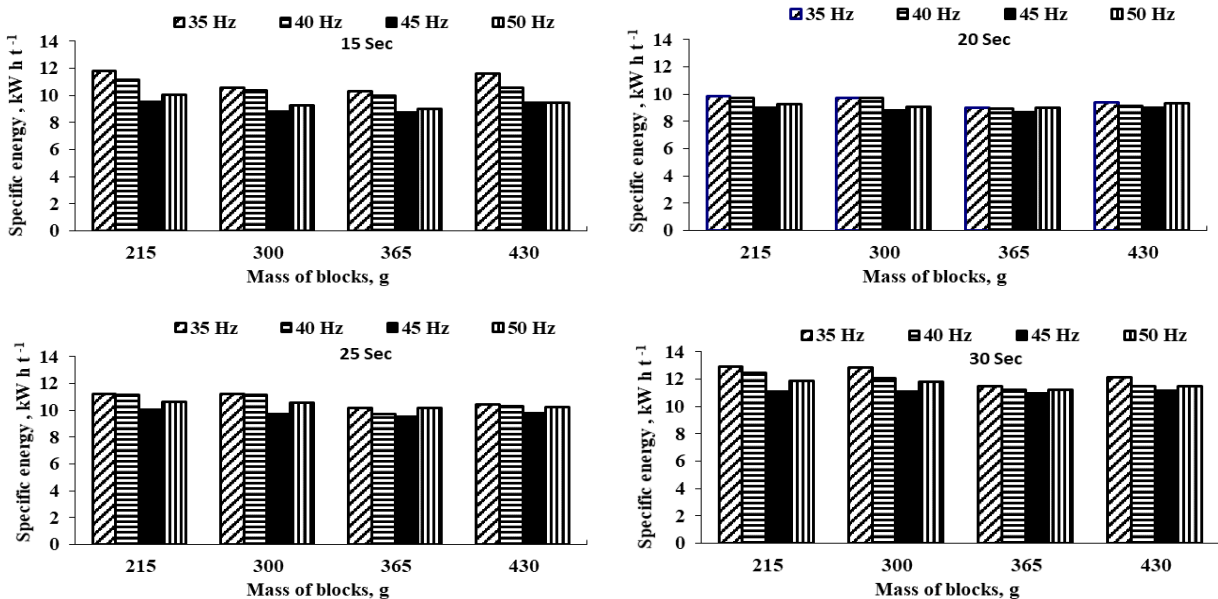 35 Hz 40 Hz 45 Hz 50 Hz
15 Sec
Specific energy , kW h t -1
14
12
10
8
6
4
2
0
215 300 365 430
Mass of blocks, g
35 Hz 40 Hz 45 Hz 50 Hz
20 Sec
Specific energy , kW h t -1
14
12
10
8
6
4
2
0
215 300 365 430
Mass of blocks, g
35 Hz 40 Hz 45 Hz 50 Hz
25 Sec
Specific energy , kW h t -1
14
12
10
8
6
4
2
0
215 300 365 430
Mass of blocks, g
35 Hz 40 Hz 45 Hz 50 Hz
30 Sec
Specific energy , kW h t -1
14
12
10
8
6
4
2
0
215 300 365 430
Mass of blocks, g